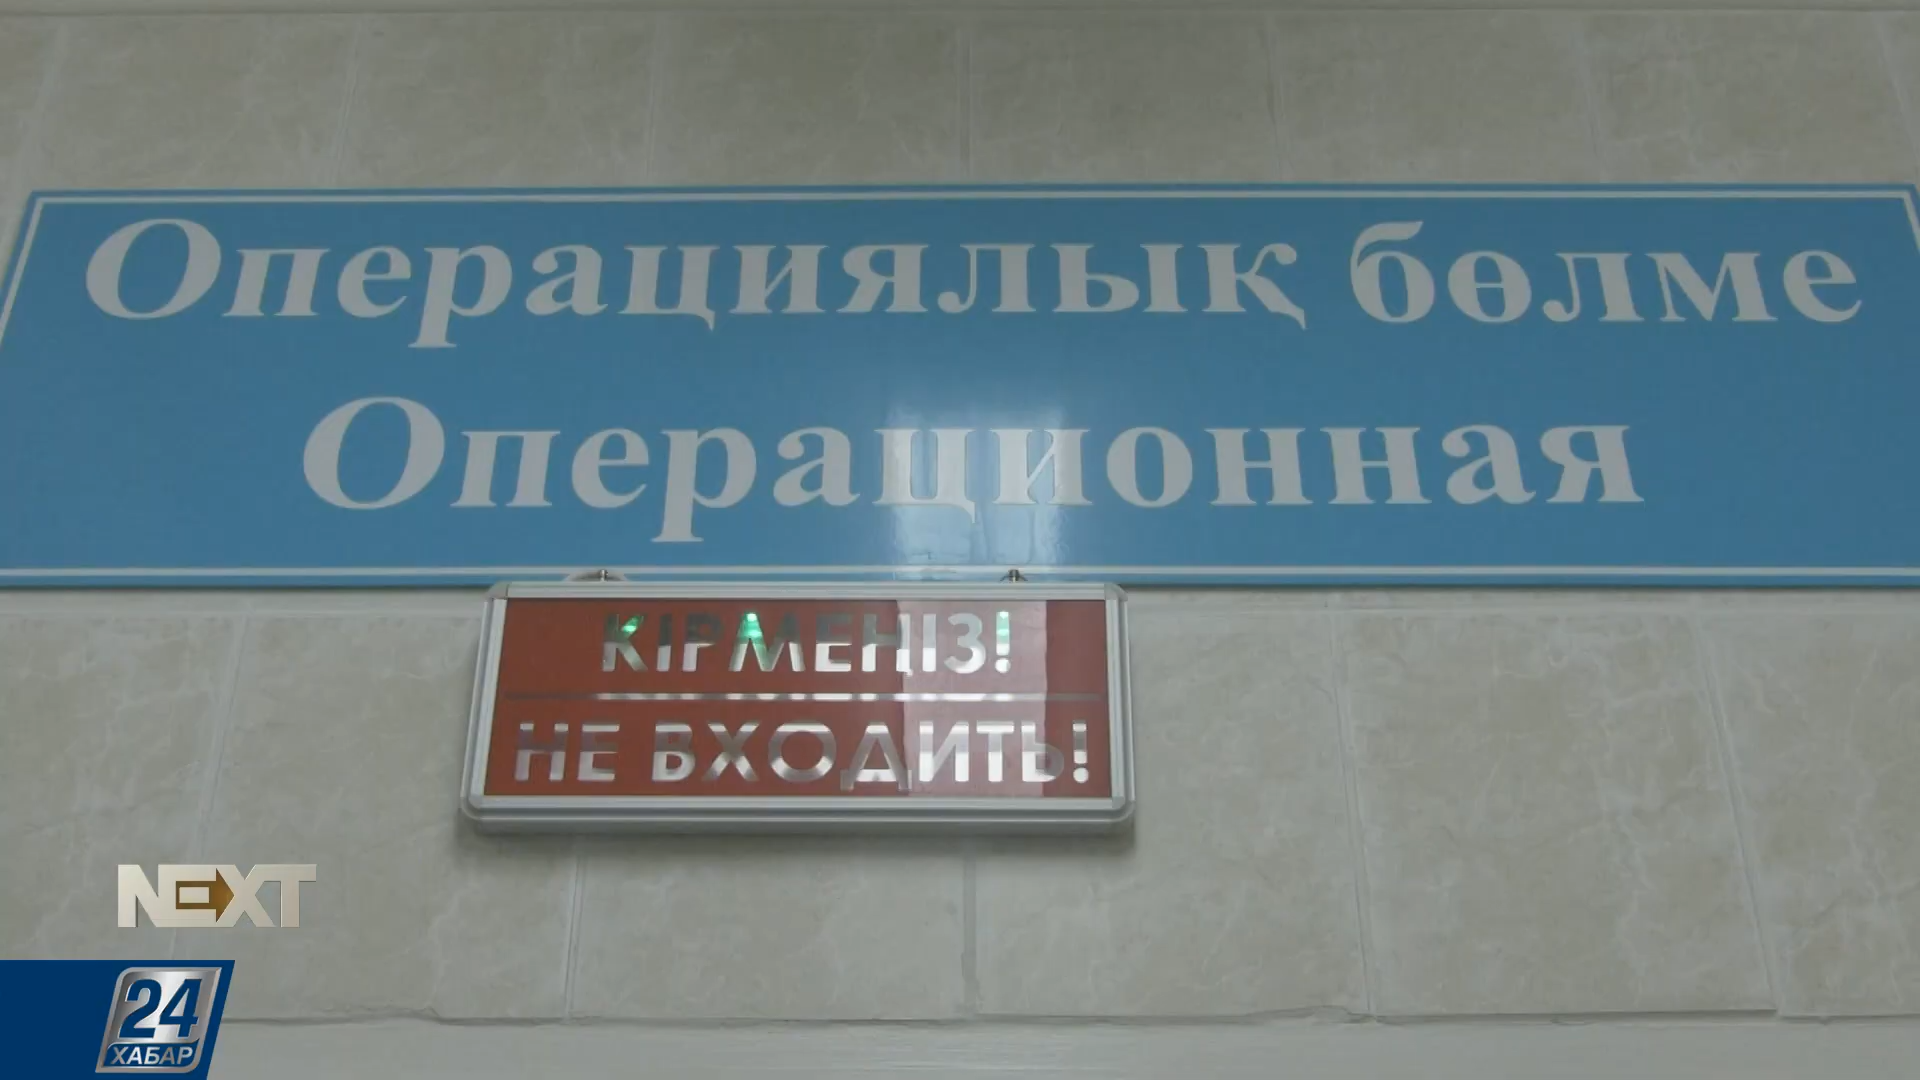 Операциялық бөлме
Операционная
КІРМЕҢІЗ!
НЕ ВХОДИТЬ!
NEXT
24
ХАБАР